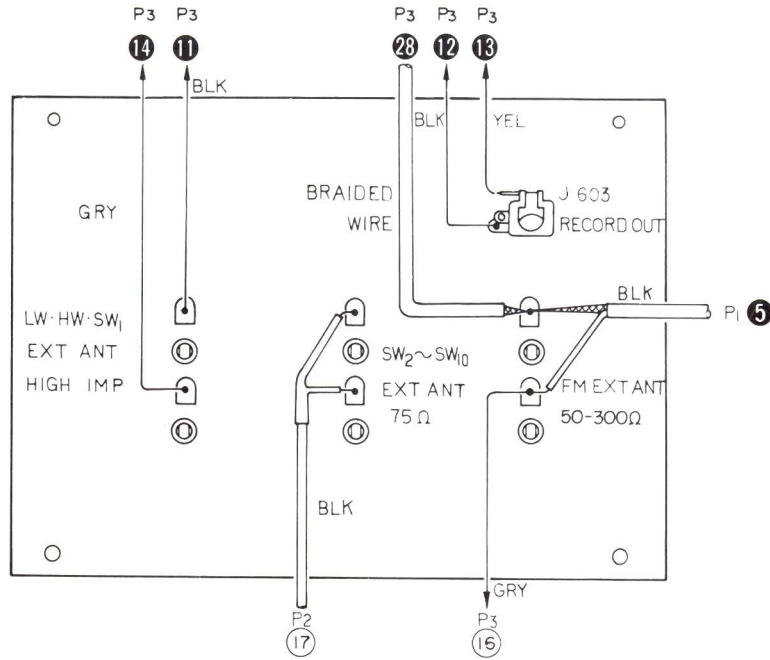 P3 P3 P3 P3 P3
14 11 28 12 13
BLK
BLK YEL
GRY
BRAIDED
WIRE
J 603
RECORD OUT
BLK
P1 5
LW·HW·SW1
EXT ANT
HIGH IMP
SW2~SW10
EXT ANT
75Ω
FM EXT ANT
50-300Ω
BLK
GRY
P2
17
P3
16